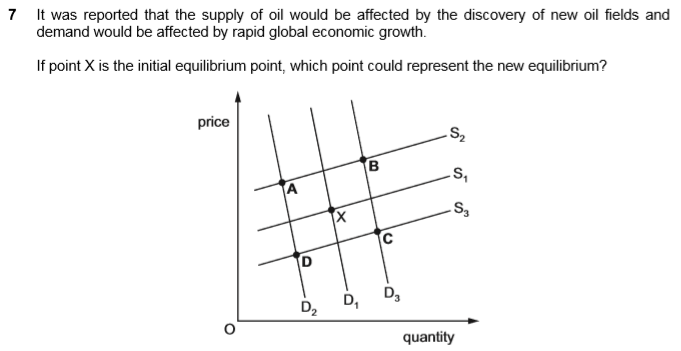 7 It was reported that the supply of oil would be affected by the discovery of new oil fields and
demand would be affected by rapid global economic growth.
If point X is the initial equilibrium point, which point could represent the new equilibrium?
price
S₂
B
S₁
A
S₃
X
C
D
D₃
D₁
D₂
O
quantity